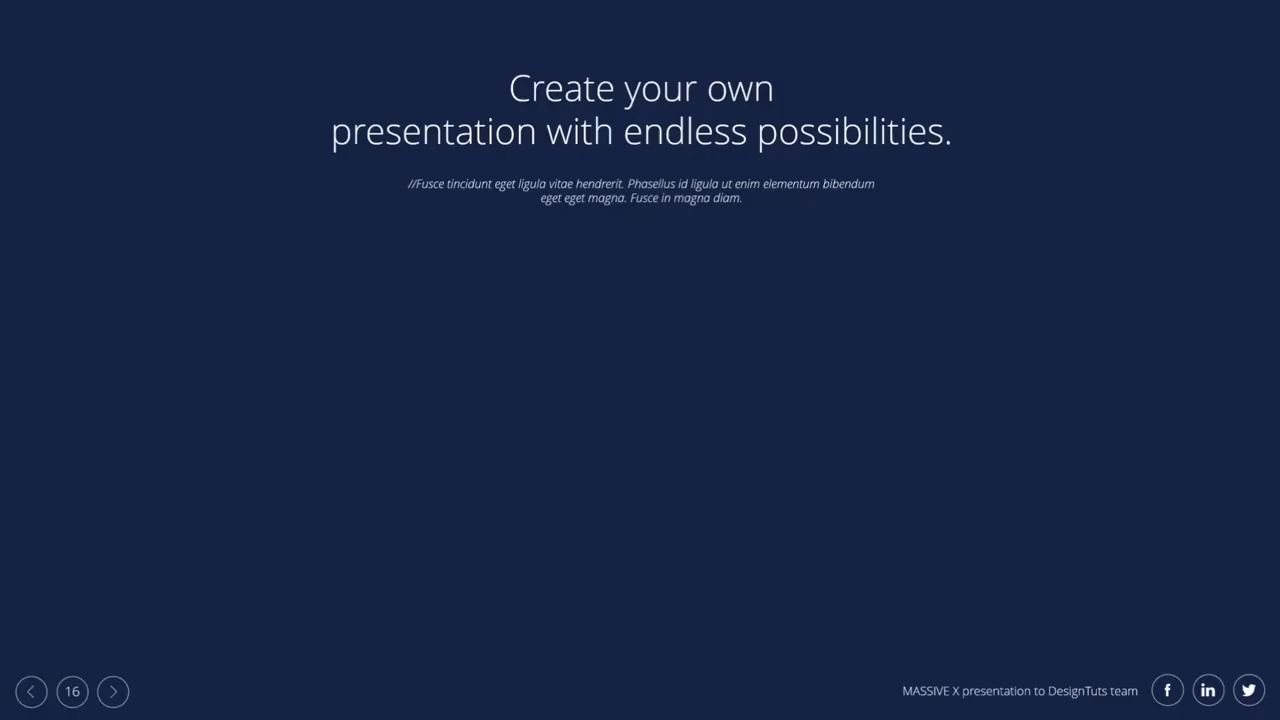 Create your own
presentation with endless possibilities.
//Fusce tincidunt eget ligula vitae hendrerit. Phasellus id ligula ut enim elementum bibendum
eget eget magna. Fusce in magna diam.
16
MASSIVE X presentation to DesignTuts team
f
in